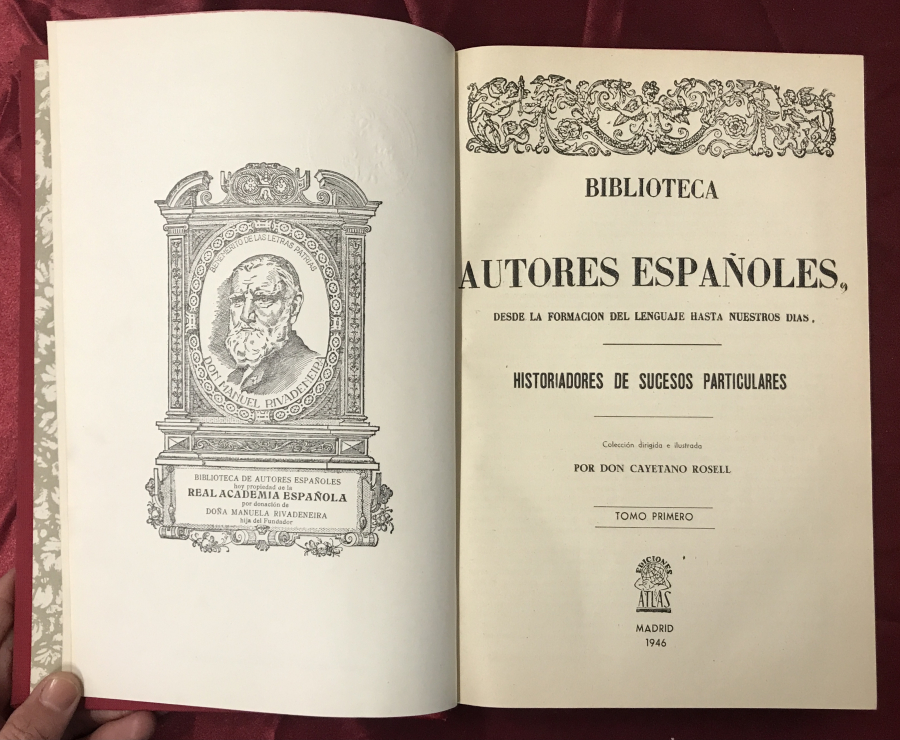 BENEMERITO DE LAS LETRAS PATRIAS
DON MANUEL RIVADENEIRA
BIBLIOTECA DE AUTORES ESPAÑOLES
hoy propiedad de la
REAL ACADEMIA ESPAÑOLA
por donación de
DOÑA MANUELA RIVADENEIRA
hija del Fundador
BIBLIOTECA
AUTORES ESPAÑOLES,
DESDE LA FORMACION DEL LENGUAJE HASTA NUESTROS DIAS.
HISTORIADORES DE SUCESOS PARTICULARES
Colección dirigida e ilustrada
POR DON CAYETANO ROSELL
TOMO PRIMERO
EDICIONES
ATLAS
MADRID
1946